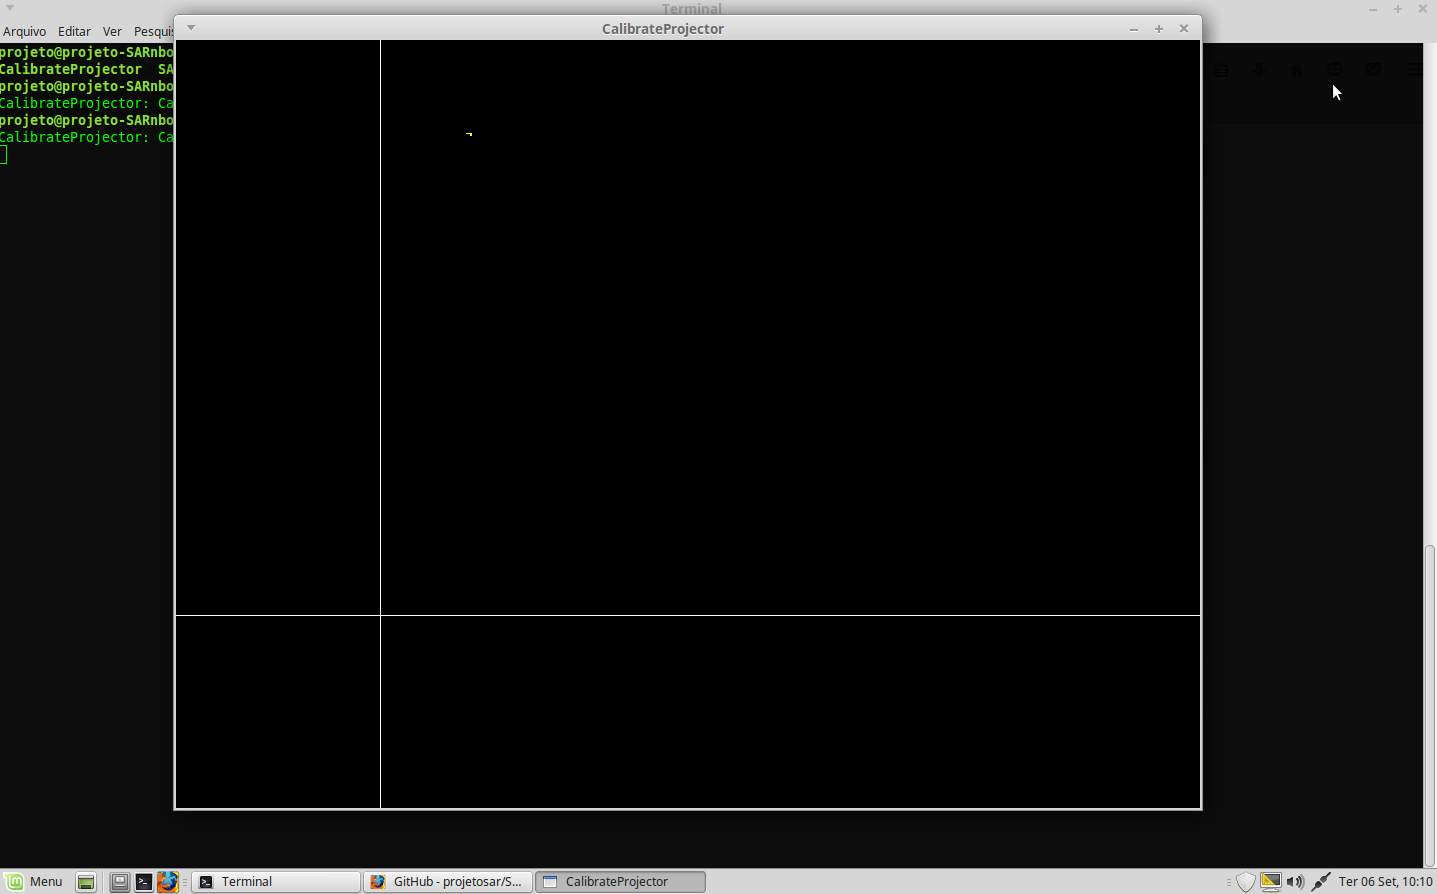 Terminal
CalibrateProjector
Arquivo Editar Ver Pesquis
projeto@projeto-SARnbo
CalibrateProjector SA
projeto@projeto-SARnbo
CalibrateProjector: Ca
projeto@projeto-SARnbo
CalibrateProjector: Ca
Menu
Terminal
GitHub - projetosar/S...
CalibrateProjector
Ter 06 Set, 10:10